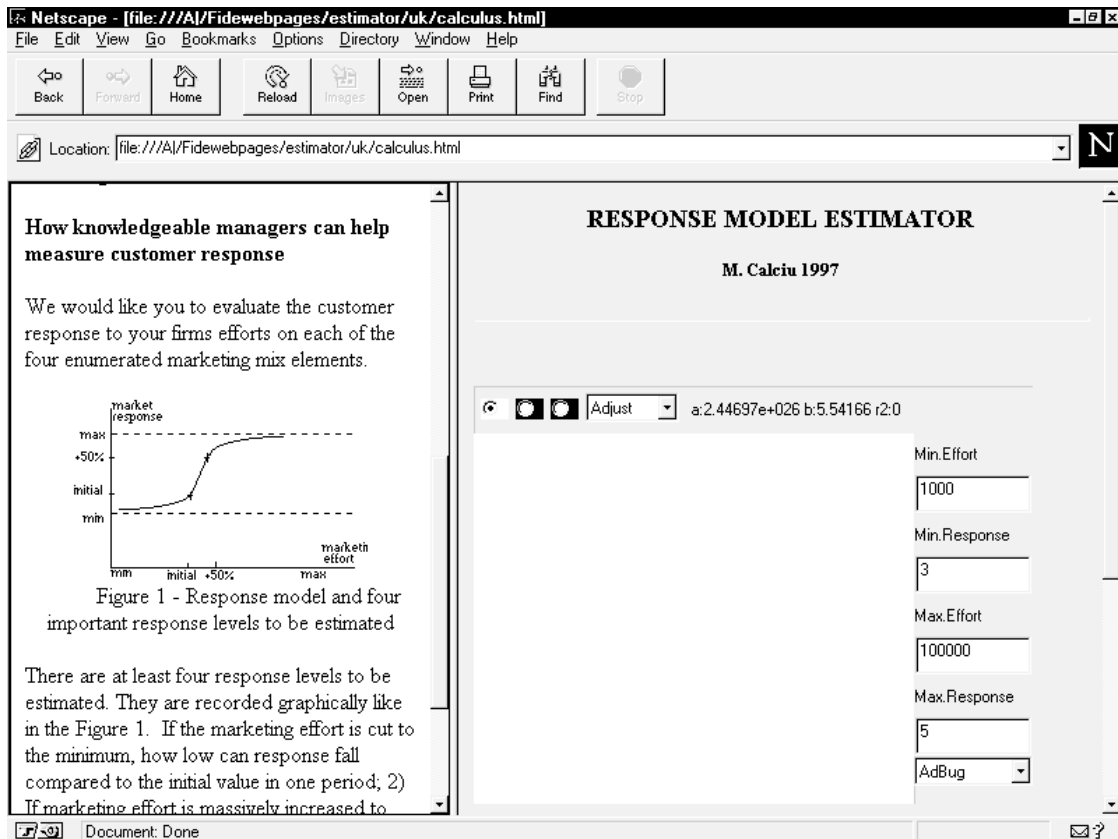 Netscape - [file:///A|/Fidewebpages/estimator/uk/calculus.html]
File Edit View Go Bookmarks Options Directory Window Help
Back Forward Home Reload Images Open Print Find Stop
Location: file:///A|/Fidewebpages/estimator/uk/calculus.html
N
How knowledgeable managers can help
measure customer response
We would like you to evaluate the customer
response to your firms efforts on each of the
four enumerated marketing mix elements.
market
response
max
+50%
initial
min
marketin
effort
min initial +50% max
Figure 1 - Response model and four
important response levels to be estimated
There are at least four response levels to be
estimated. They are recorded graphically like
in the Figure 1. If the marketing effort is cut to
the minimum, how low can response fall
compared to the initial value in one period; 2)
If marketing effort is massively increased to
RESPONSE MODEL ESTIMATOR
M. Calciu 1997
Adjust a:2.44697e+026 b:5.54166 r2:0
Min.Effort
1000
Min.Response
3
Max.Effort
100000
Max.Response
5
AdBug
Document: Done